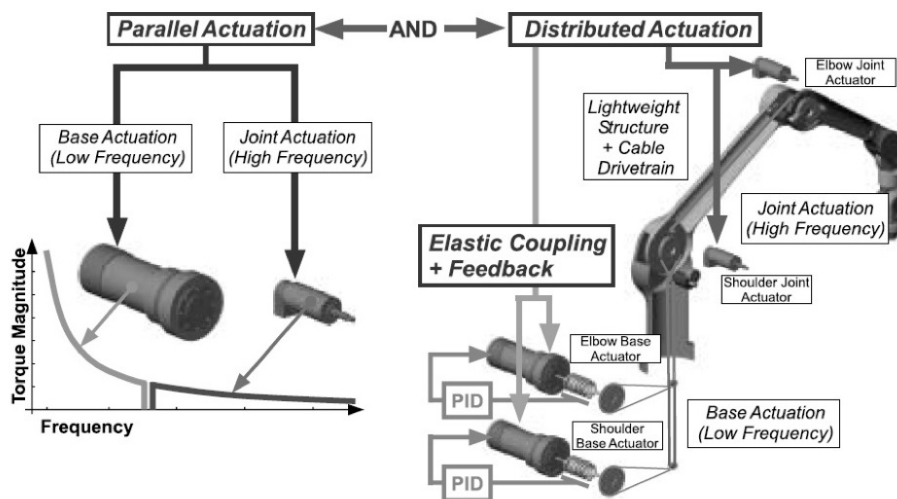 Parallel Actuation
AND
Distributed Actuation
Base Actuation
(Low Frequency)
Joint Actuation
(High Frequency)
Torque Magnitude
Frequency
Elbow Joint
Actuator
Lightweight
Structure
+ Cable
Drivetrain
Joint Actuation
(High Frequency)
Shoulder Joint
Actuator
Elastic Coupling
+ Feedback
Elbow Base
Actuator
PID
Shoulder
Base Actuator
PID
Base Actuation
(Low Frequency)